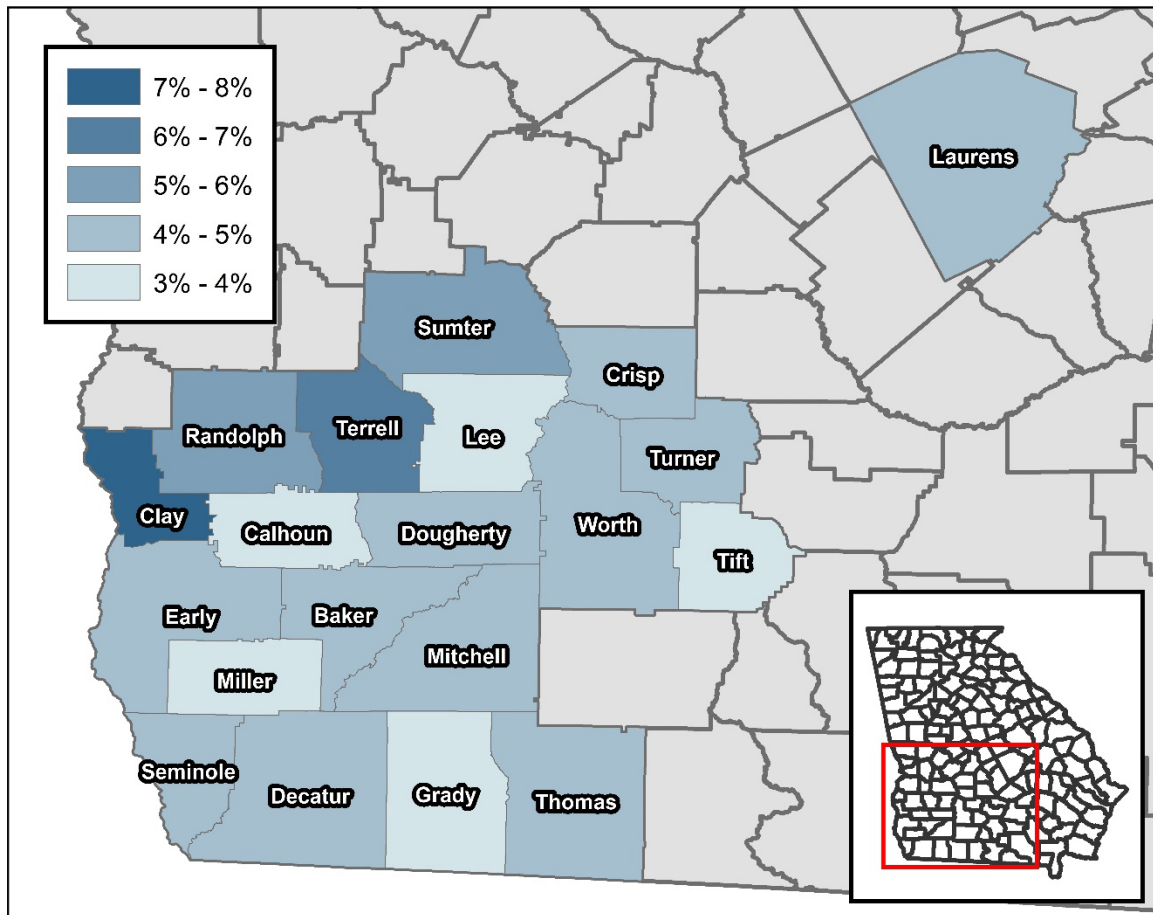 7% - 8%
6% - 7%
5% - 6%
4% - 5%
3% - 4%
Laurens
Sumter
Crisp
Randolph
Terrell
Lee
Turner
Clay
Calhoun
Dougherty
Worth
Tift
Early
Baker
Mitchell
Miller
Seminole
Decatur
Grady
Thomas